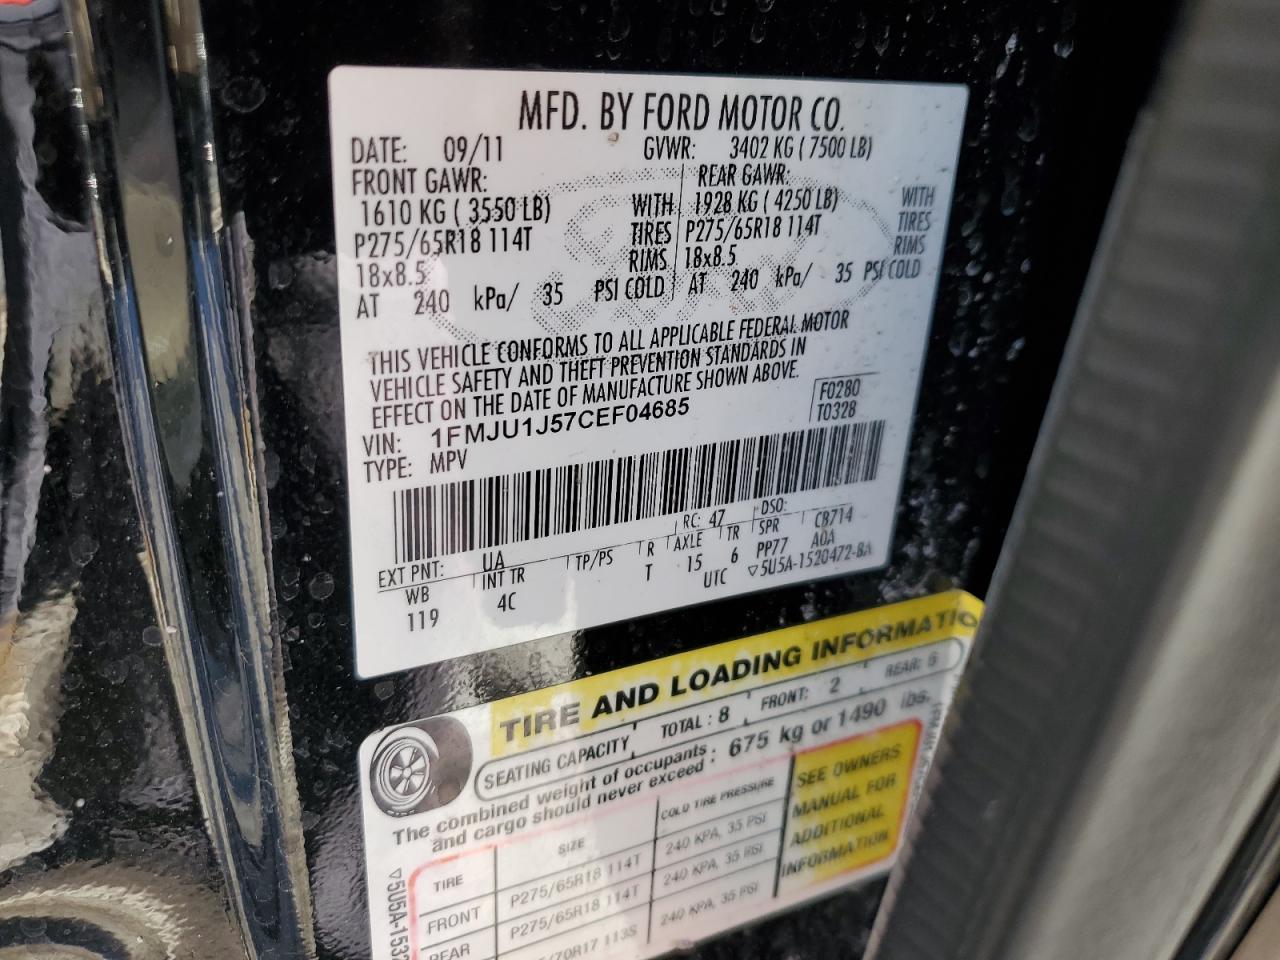 MFD. BY FORD MOTOR CO.
DATE: 09/11 GVWR: 3402 KG ( 7500 LB)
FRONT GAWR: REAR GAWR:
1610 KG ( 3550 LB) WITH 1928 KG ( 4250 LB) WITH
P275/65R18 114T TIRES P275/65R18 114T TIRES
18x8.5 RIMS 18x8.5 RIMS
AT 240 kPa/ 35 PSI COLD AT 240 kPa/ 35 PSI COLD
THIS VEHICLE CONFORMS TO ALL APPLICABLE FEDERAL MOTOR
VEHICLE SAFETY AND THEFT PREVENTION STANDARDS IN
EFFECT ON THE DATE OF MANUFACTURE SHOWN ABOVE.
F0280
T0328
VIN: 1FMJU1J57CEF04685
TYPE: MPV
EXT PNT: UA RC: 47 DSO:
WB INT TR TP/PS R AXLE TR SPR CB714
119 4C T 15 6 PP77 A0A
UTC ▽5U5A-1520472-BA
TIRE AND LOADING INFORMATIO
SEATING CAPACITY TOTAL : 8 FRONT: 2 REAR: 6
The combined weight of occupants
and cargo should never exceed : 675 kg or 1490 lbs.
TIRE SIZE COLD TIRE PRESSURE
FRONT P275/65R18 114T 240 KPA, 35 PSI
REAR P275/65R18 114T 240 KPA, 35 PSI
/70R17 113S 240 KPA, 35 PSI
SEE OWNERS
MANUAL FOR
ADDITIONAL
INFORMATION
▽5U5A-153